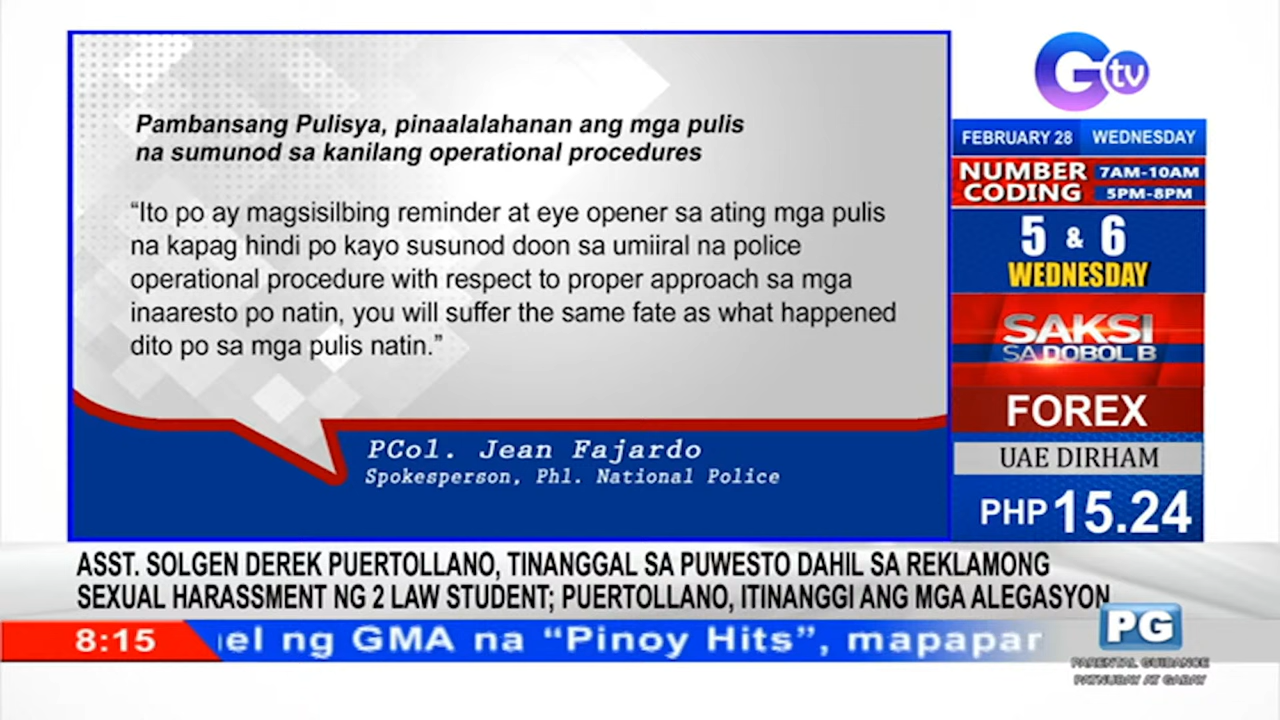 Pambansang Pulisya, pinaalalahanan ang mga pulis
na sumunod sa kanilang operational procedures
“Ito po ay magsisilbing reminder at eye opener sa ating mga pulis
na kapag hindi po kayo susunod doon sa umiiral na police
operational procedure with respect to proper approach sa mga
inaaresto po natin, you will suffer the same fate as what happened
dito po sa mga pulis natin.”
PCol. Jean Fajardo
Spokesperson, Phl. National Police
Gtv
FEBRUARY 28 WEDNESDAY
NUMBER CODING
7AM-10AM
5PM-8PM
5 & 6
WEDNESDAY
SAKSI
SA DOBOL B
FOREX
UAE DIRHAM
PHP 15.24
ASST. SOLGEN DEREK PUERTOLLANO, TINANGGAL SA PUWESTO DAHIL SA REKLAMONG
SEXUAL HARASSMENT NG 2 LAW STUDENT; PUERTOLLANO, ITINANGGI ANG MGA ALEGASYON
8:15 el ng GMA na “Pinoy Hits”, mapapar
PG
PARENTAL GUIDANCE
PATNUBAY AT GABAY